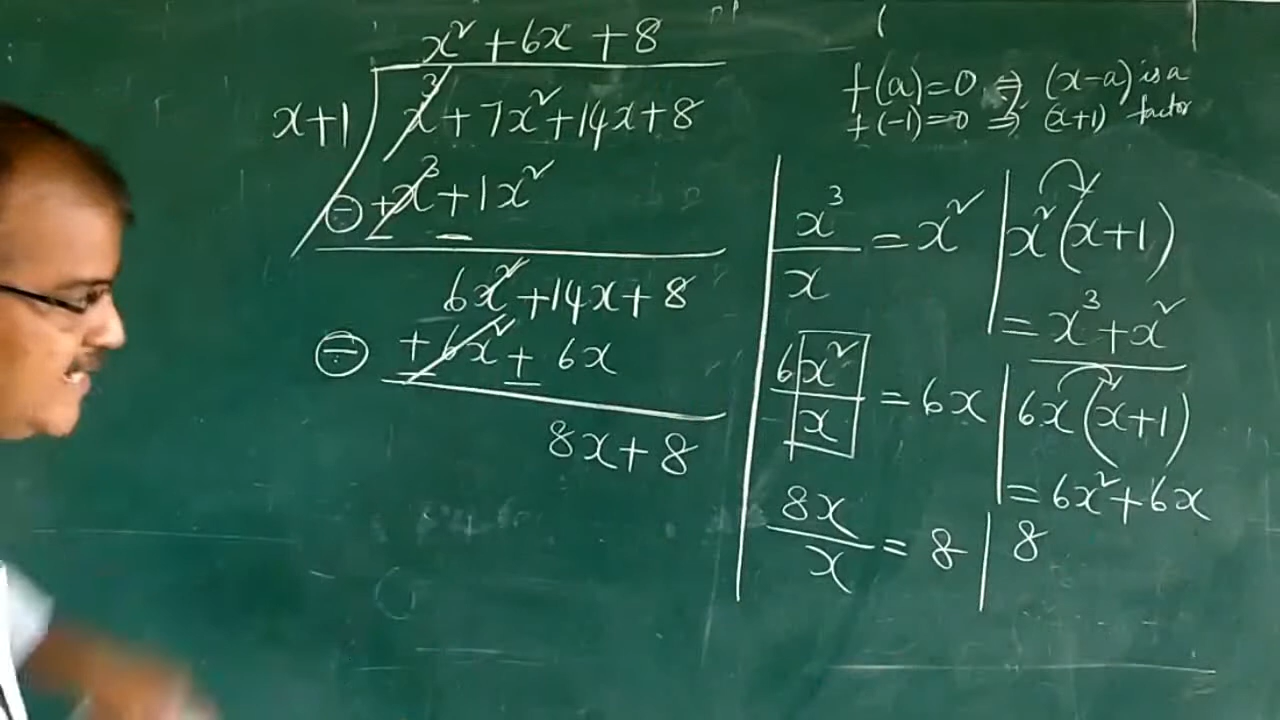 x² + 6x + 8
x+1 x³ + 7x² + 14x + 8
⊖ + x³ + 1x²
6x² + 14x + 8
⊖ + 6x² + 6x
8x + 8
f(a) = 0 ⇒ (x-a) is a
f(-1) = 0 ⇒ (x+1) factor
x³/x = x² | x²(x+1)
= x³ + x²
6x²/x = 6x | 6x(x+1)
= 6x² + 6x
8x/x = 8 | 8